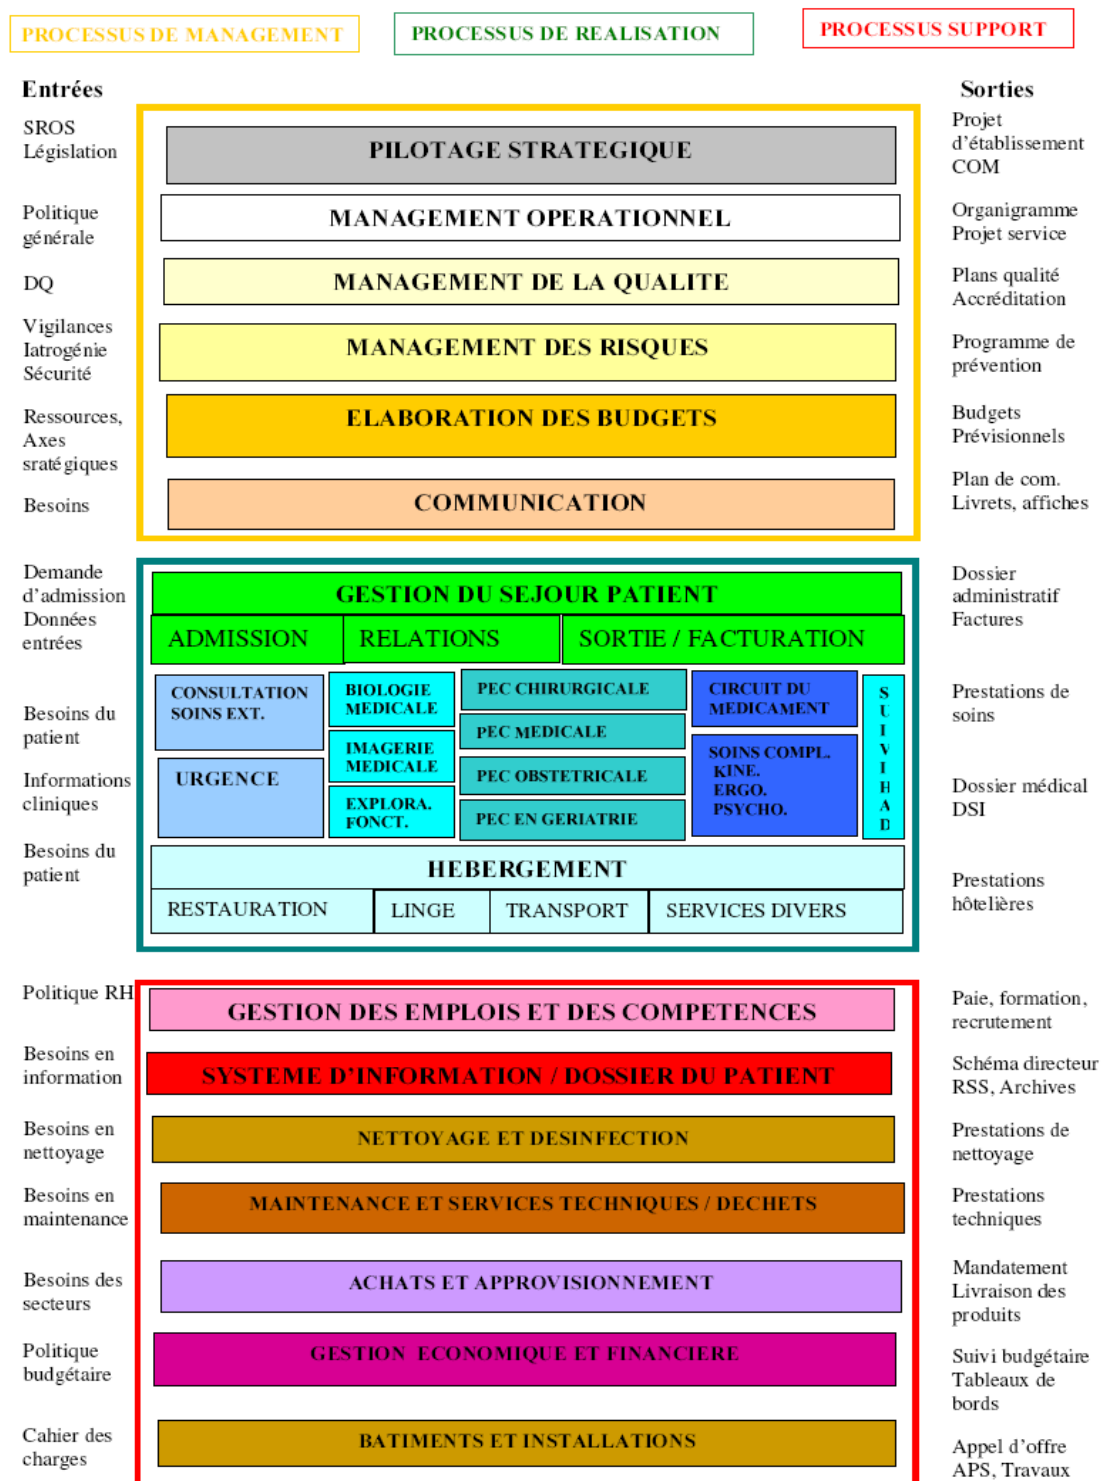 PROCESSUS DE MANAGEMENT
PROCESSUS DE REALISATION
PROCESSUS SUPPORT
Entrées
Sorties
SROS
Législation
PILOTAGE STRATEGIQUE
Projet
d'établissement
COM
Politique
générale
MANAGEMENT OPERATIONNEL
Organigramme
Projet service
DQ
MANAGEMENT DE LA QUALITE
Plans qualité
Accréditation
Vigilances
Iatrogénie
Sécurité
MANAGEMENT DES RISQUES
Programme de
prévention
Ressources,
Axes
sratégiques
ELABORATION DES BUDGETS
Budgets
Prévisionnels
Besoins
COMMUNICATION
Plan de com.
Livrets, affiches
Demande
d'admission
Données
entrées
GESTION DU SEJOUR PATIENT
ADMISSION
RELATIONS
SORTIE / FACTURATION
Dossier
administratif
Factures
Besoins du
patient
Informations
cliniques
CONSULTATION
SOINS EXT.
URGENCE
BIOLOGIE
MEDICALE
IMAGERIE
MEDICALE
EXPLORA.
FONCT.
PEC CHIRURGICALE
PEC MEDICALE
PEC OBSTETRICALE
PEC EN GERIATRIE
CIRCUIT DU
MEDICAMENT
SOINS COMPL.
KINE.
ERGO.
PSYCHO.
S
U
I
V
I
H
A
D
Prestations de
soins
Dossier médical
DSI
Besoins du
patient
HEBERGEMENT
RESTAURATION
LINGE
TRANSPORT
SERVICES DIVERS
Prestations
hôtelières
Politique RH
GESTION DES EMPLOIS ET DES COMPETENCES
Paie, formation,
recrutement
Besoins en
information
SYSTEME D'INFORMATION / DOSSIER DU PATIENT
Schéma directeur
RSS, Archives
Besoins en
nettoyage
NETTOYAGE ET DESINFECTION
Prestations de
nettoyage
Besoins en
maintenance
MAINTENANCE ET SERVICES TECHNIQUES / DECHETS
Prestations
techniques
Besoins des
secteurs
ACHATS ET APPROVISIONNEMENT
Mandatement
Livraison des
produits
Politique
budgétaire
GESTION ECONOMIQUE ET FINANCIERE
Suivi budgétaire
Tableaux de
bords
Cahier des
charges
BATIMENTS ET INSTALLATIONS
Appel d'offre
APS, Travaux